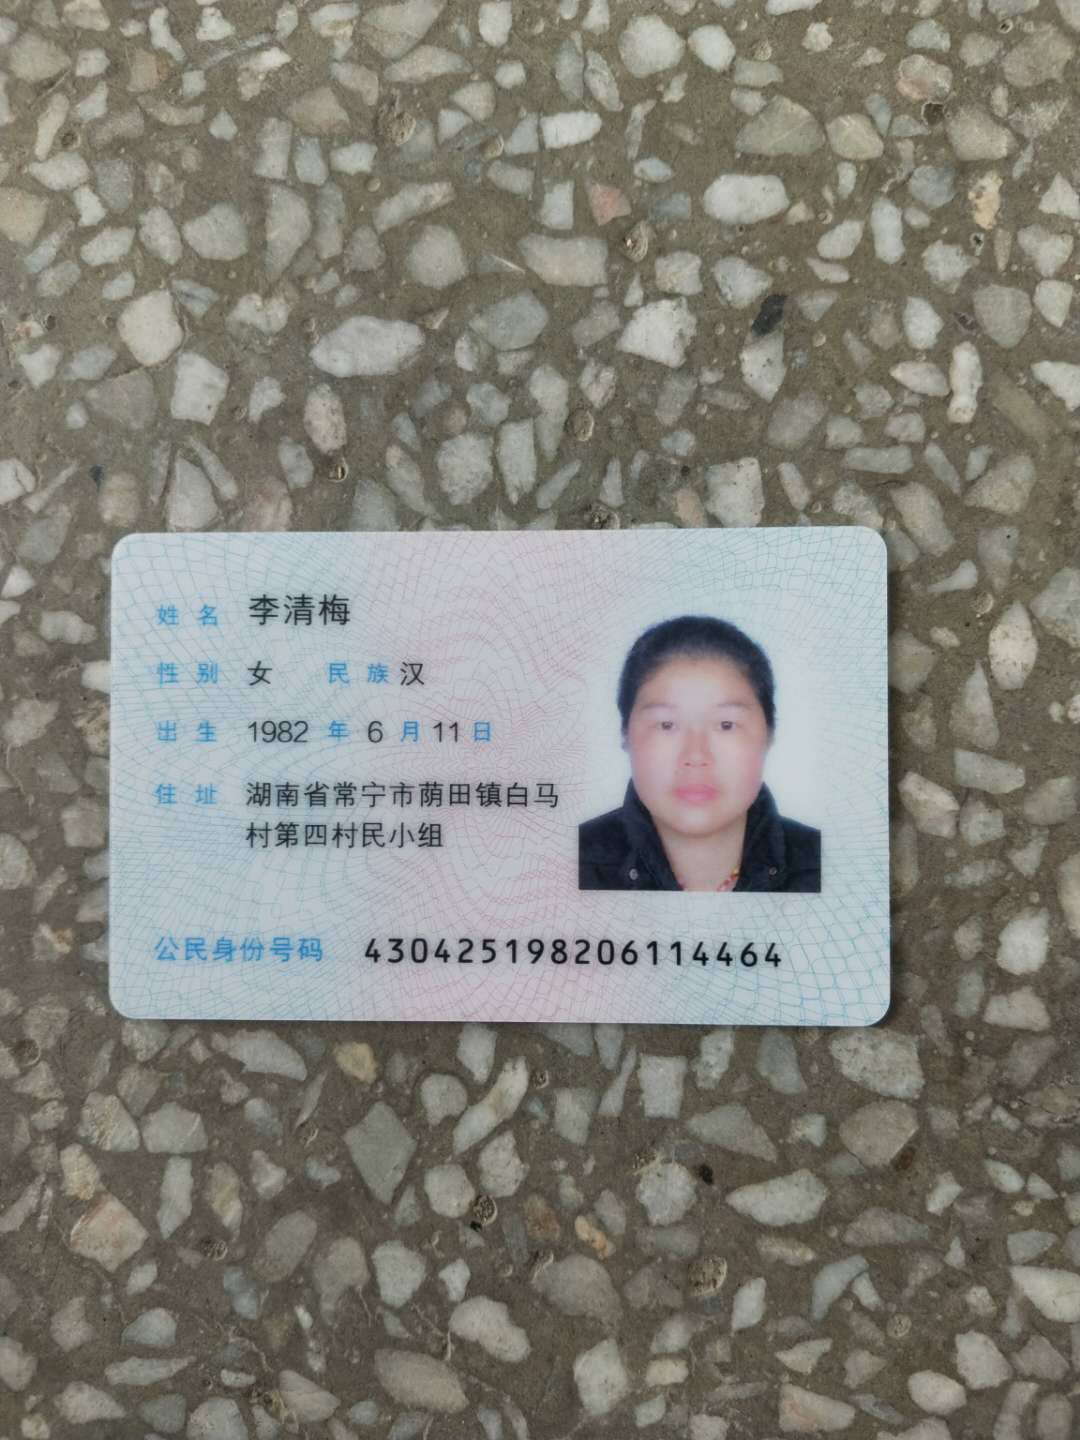 姓名 李清梅
性别 女 民族 汉
出生 1982 年 6 月 11 日
住址 湖南省常宁市荫田镇白马
村第四村民小组
公民身份号码 430425198206114464